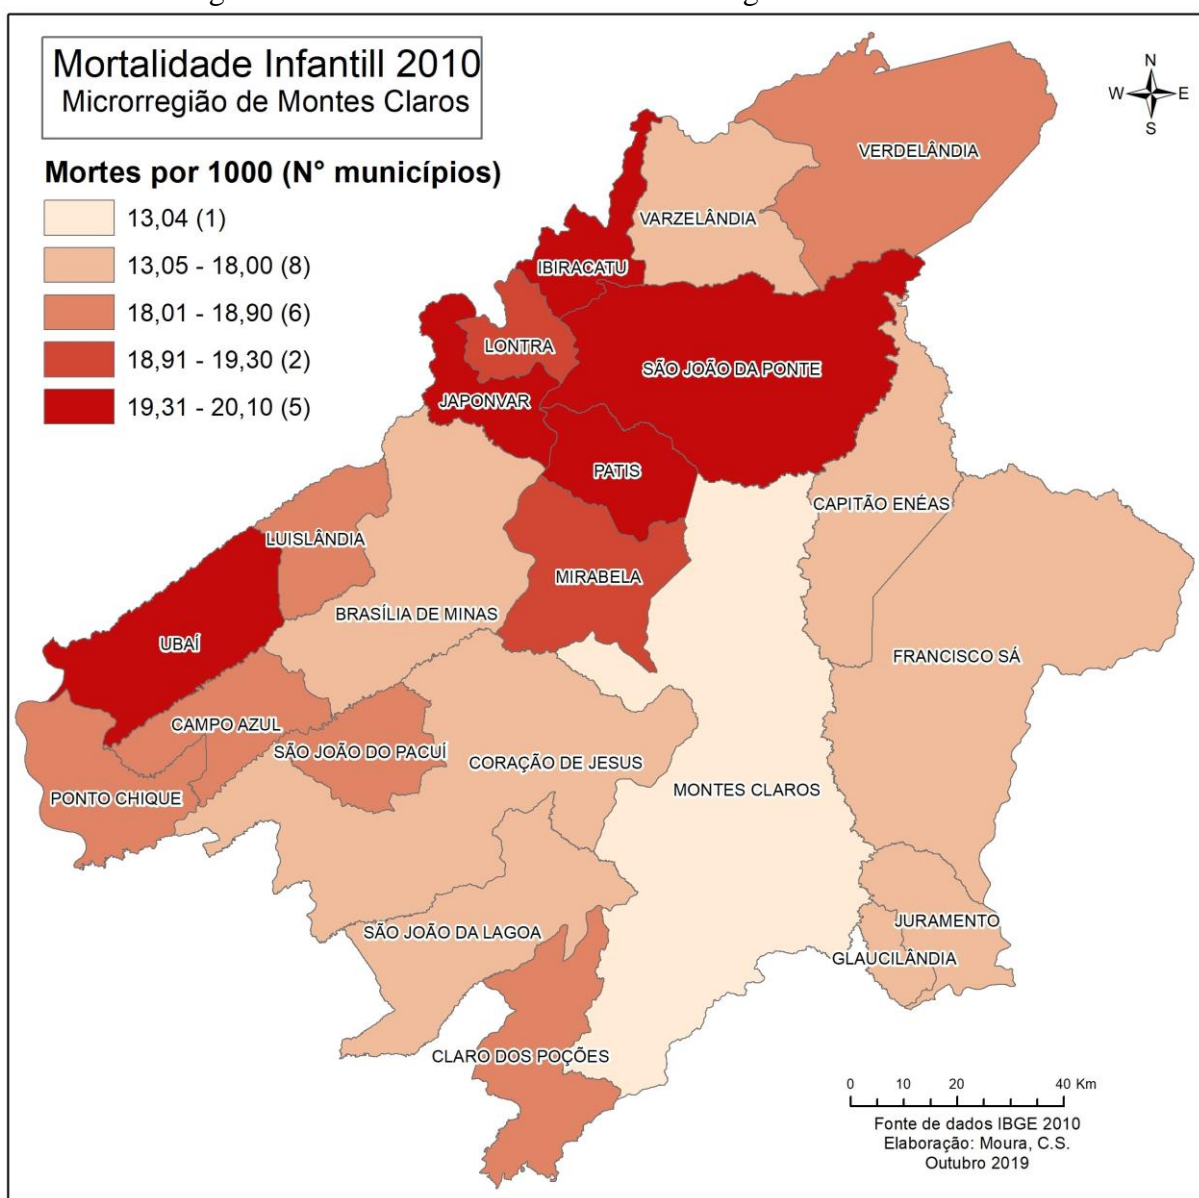 Mortalidade Infantill 2010
Microrregião de Montes Claros
Mortes por 1000 (N° municípios)
13,04 (1)
13,05 - 18,00 (8)
18,01 - 18,90 (6)
18,91 - 19,30 (2)
19,31 - 20,10 (5)
N
W
E
S
VERDELÂNDIA
VARZELÂNDIA
IBIRACATU
LONTRA
SÃO JOÃO DA PONTE
JAPONVAR
PATIS
CAPITÃO ENÉAS
LUISLÂNDIA
MIRABELA
BRASÍLIA DE MINAS
UBAÍ
FRANCISCO SÁ
CAMPO AZUL
SÃO JOÃO DO PACUÍ
CORAÇÃO DE JESUS
MONTES CLAROS
PONTO CHIQUE
JURAMENTO
SÃO JOÃO DA LAGOA
GLAUCILÂNDIA
CLARO DOS POÇÕES
0 10 20 40 Km
Fonte de dados IBGE 2010
Elaboração: Moura, C.S.
Outubro 2019